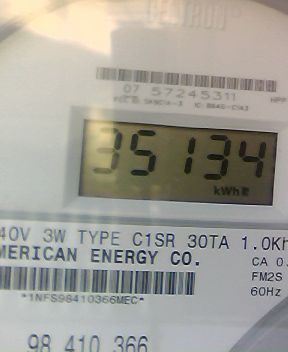 CENTRON
07 57245311
35134
kWh
40V 3W TYPE C1SR 30TA 1.0Kh
MERICAN ENERGY CO.
CA 0.
FM2S
*1NFS98410366MEC*
60Hz
98 410 366